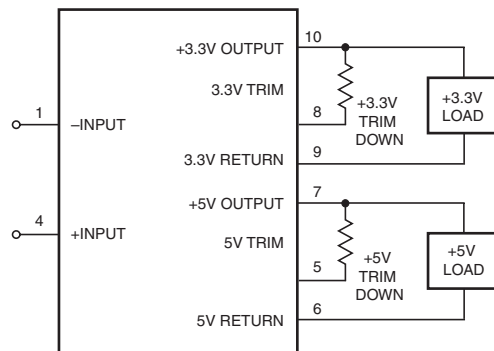 10
+3.3V OUTPUT
3.3V TRIM
8
+3.3V
TRIM
DOWN
+3.3V
LOAD
1
–INPUT
3.3V RETURN
9
+5V OUTPUT
7
4
+INPUT
5V TRIM
5
+5V
TRIM
DOWN
+5V
LOAD
5V RETURN
6